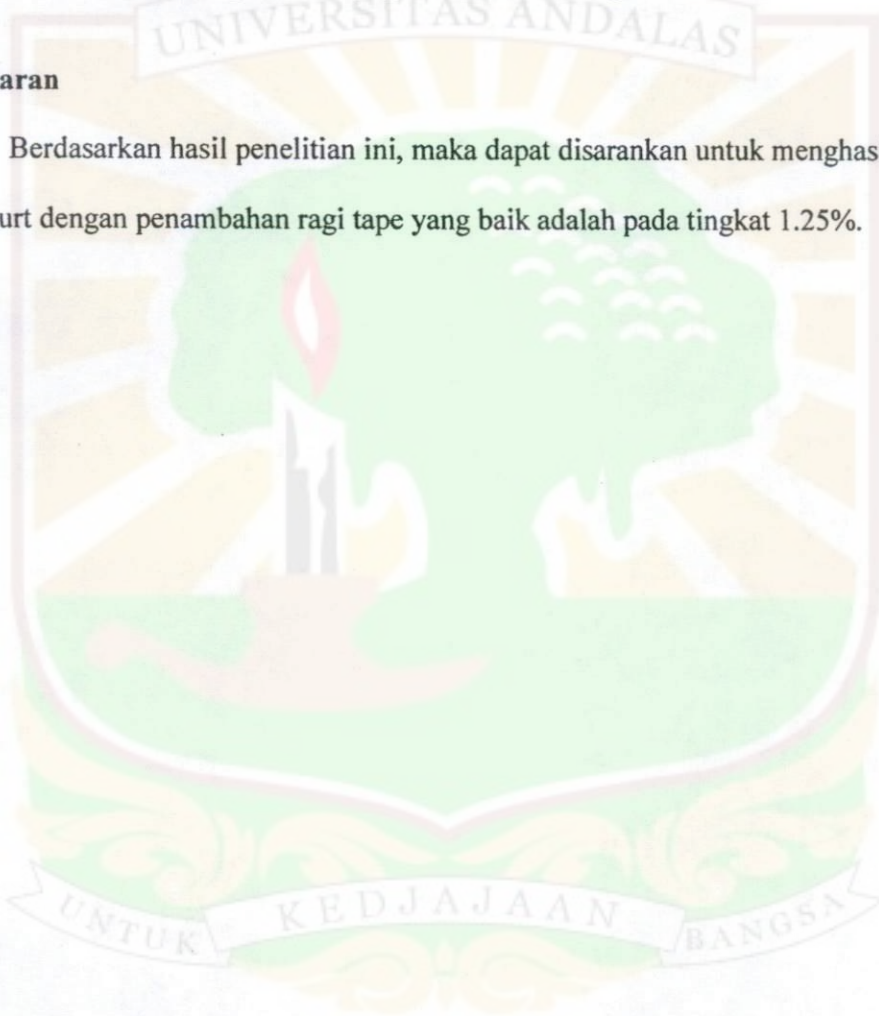 UNIVERSITAS ANDALAS
aran
Berdasarkan hasil penelitian ini, maka dapat disarankan untuk menghas
urt dengan penambahan ragi tape yang baik adalah pada tingkat 1.25%.
UNTUK KEDJAJAAN BANGSA